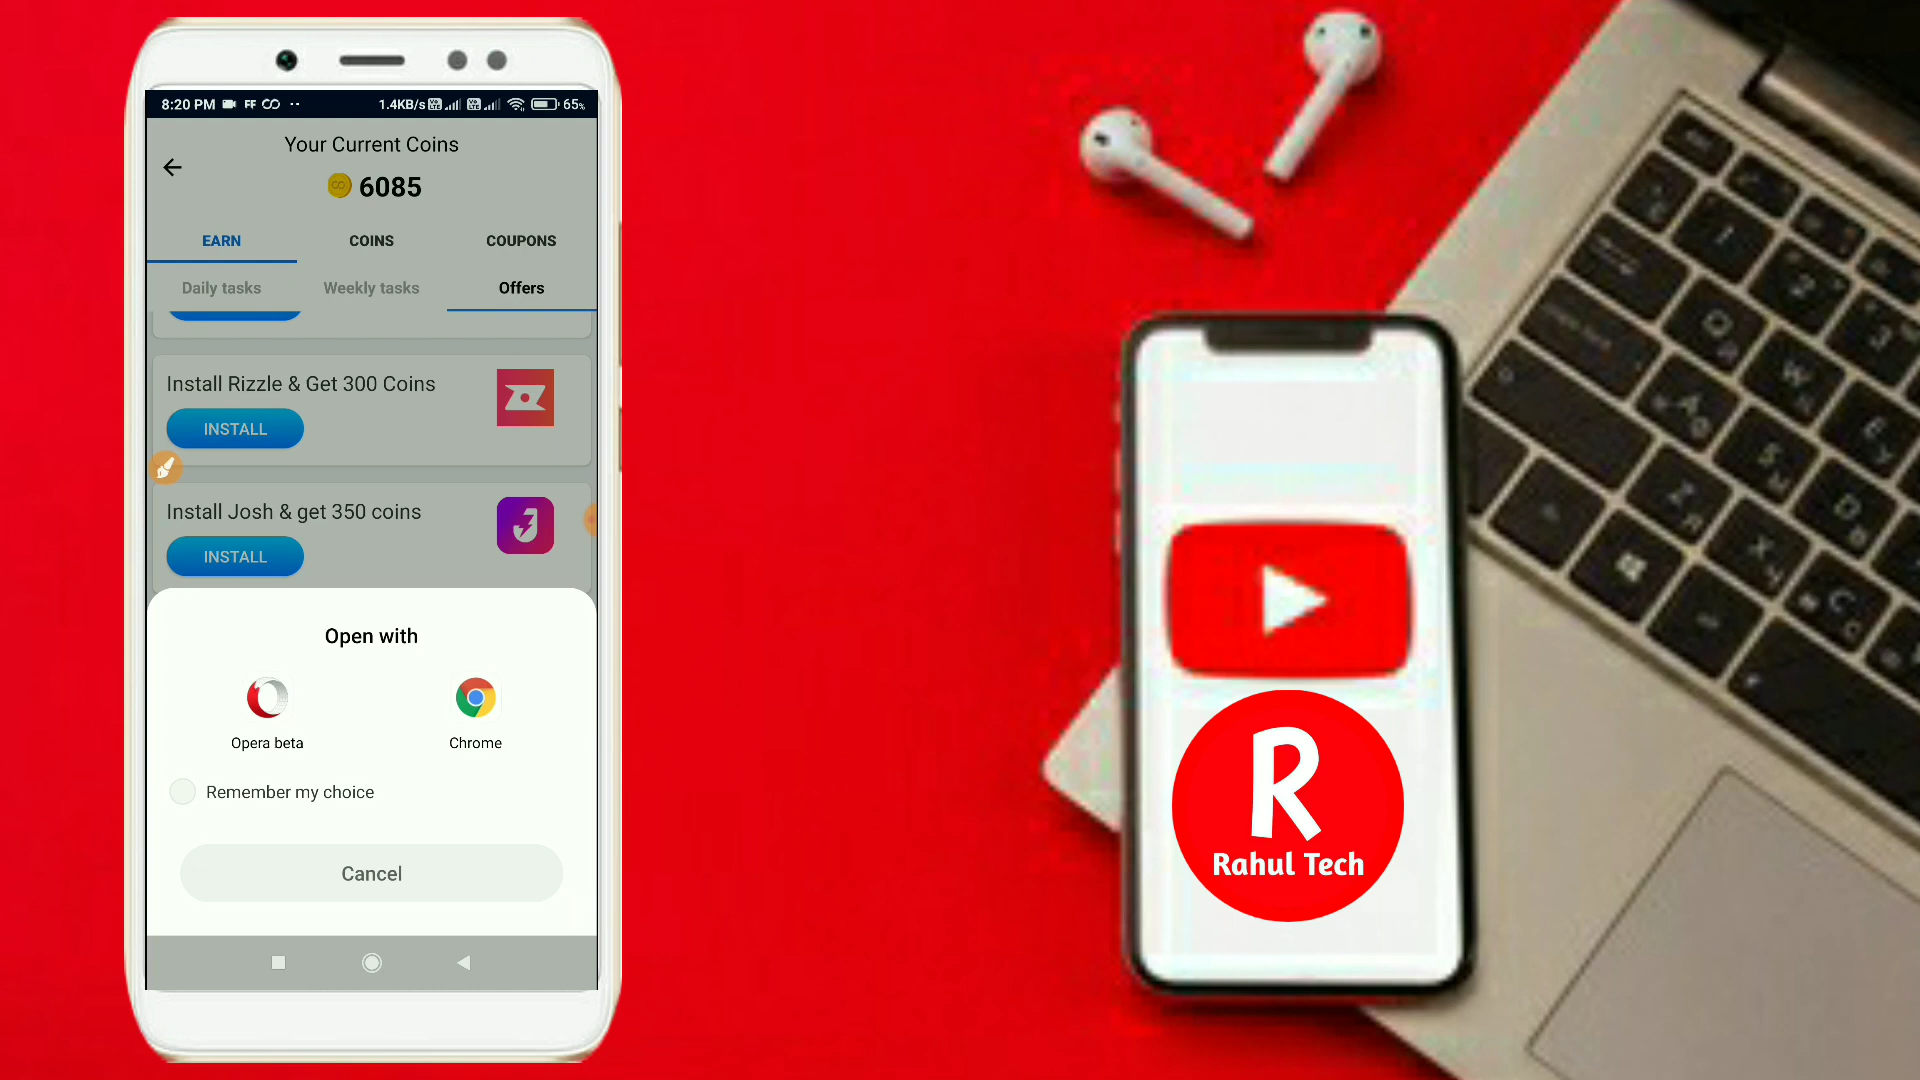 8:20 PM FF 1.4KB/s 65%
Your Current Coins
6085
EARN COINS COUPONS
Daily tasks Weekly tasks Offers
Install Rizzle & Get 300 Coins
INSTALL
Install Josh & get 350 coins
INSTALL
Open with
Opera beta Chrome
Remember my choice
Cancel
R
Rahul Tech